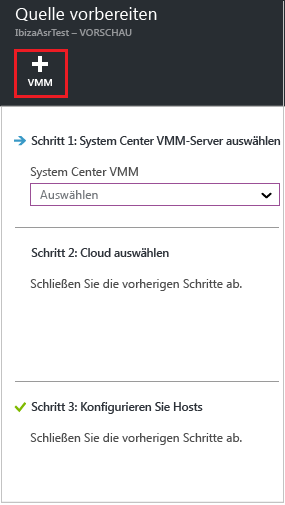 Quelle vorbereiten
IbizaAsrTest – VORSCHAU
VMM
Schritt 1: System Center VMM-Server auswählen
System Center VMM
Auswählen
Schritt 2: Cloud auswählen
Schließen Sie die vorherigen Schritte ab.
Schritt 3: Konfigurieren Sie Hosts
Schließen Sie die vorherigen Schritte ab.